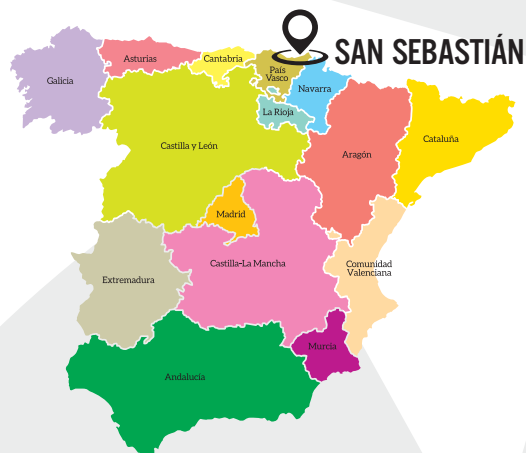 SAN SEBASTIÁN
Asturias
Cantabria
País
Vasco
Galicia
Navarra
La Rioja
Cataluña
Castilla y León
Aragón
Madrid
Castilla-La Mancha
Comunidad
Valenciana
Extremadura
Murcia
Andalucía